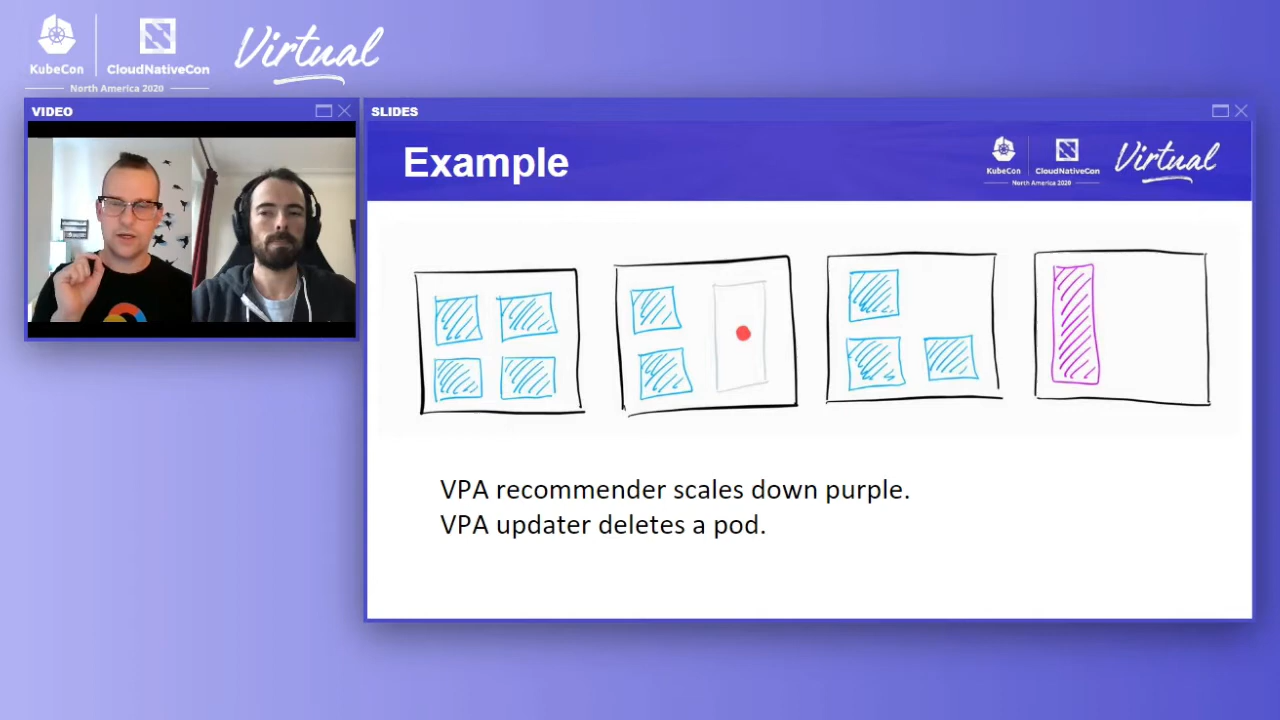 KubeCon
CloudNativeCon
Virtual
North America 2020
VIDEO
SLIDES
Example
KubeCon
CloudNativeCon
Virtual
North America 2020
VPA recommender scales down purple.
VPA updater deletes a pod.